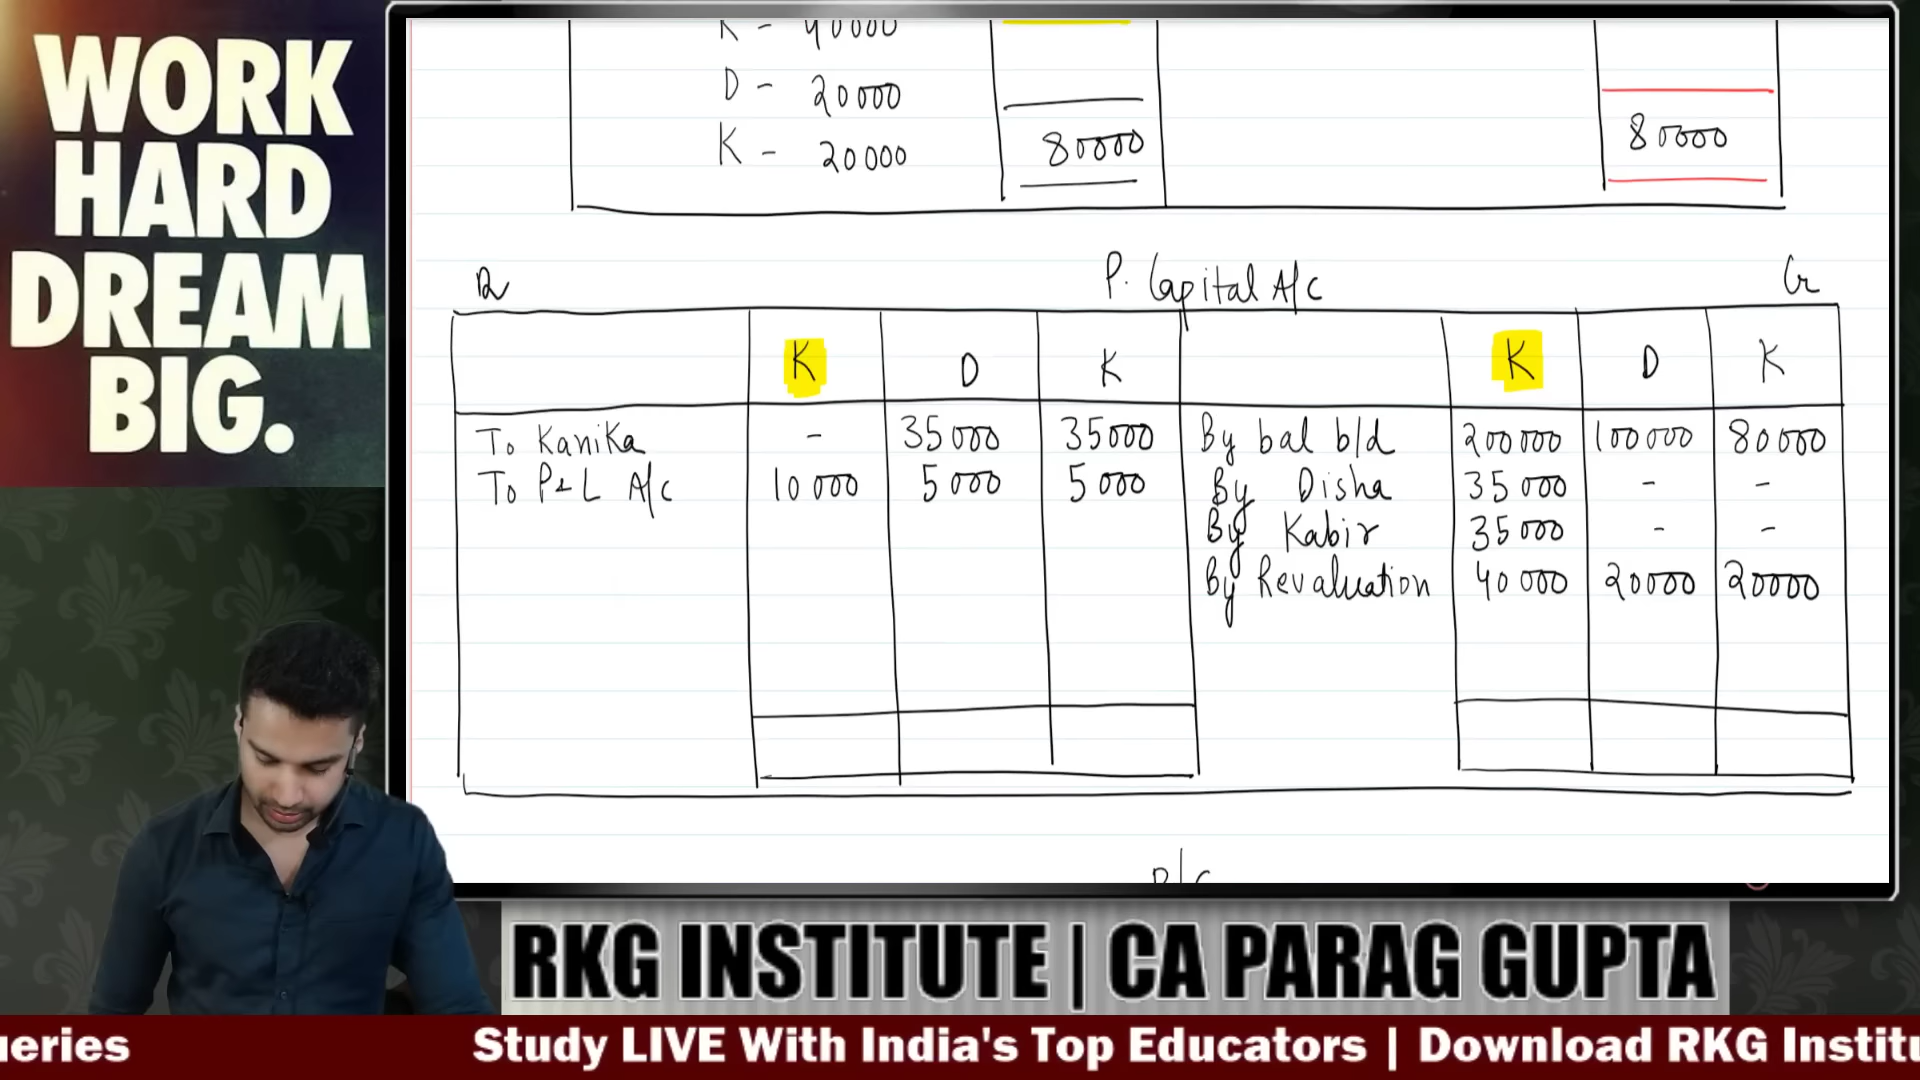 WORK
HARD
DREAM
BIG.
K - 40000
D - 20000
K - 20000 80000 80000
Dr P. Capital A/c Cr
K D K K D K
To Kanika - 35000 35000 By bal b/d 200000 100000 80000
To P+L A/c 10000 5000 5000 By Disha 35000 - -
By Kabir 35000 - -
By Revaluation 40000 20000 20000
RKG INSTITUTE | CA PARAG GUPTA
ueries Study LIVE With India's Top Educators | Download RKG Institu